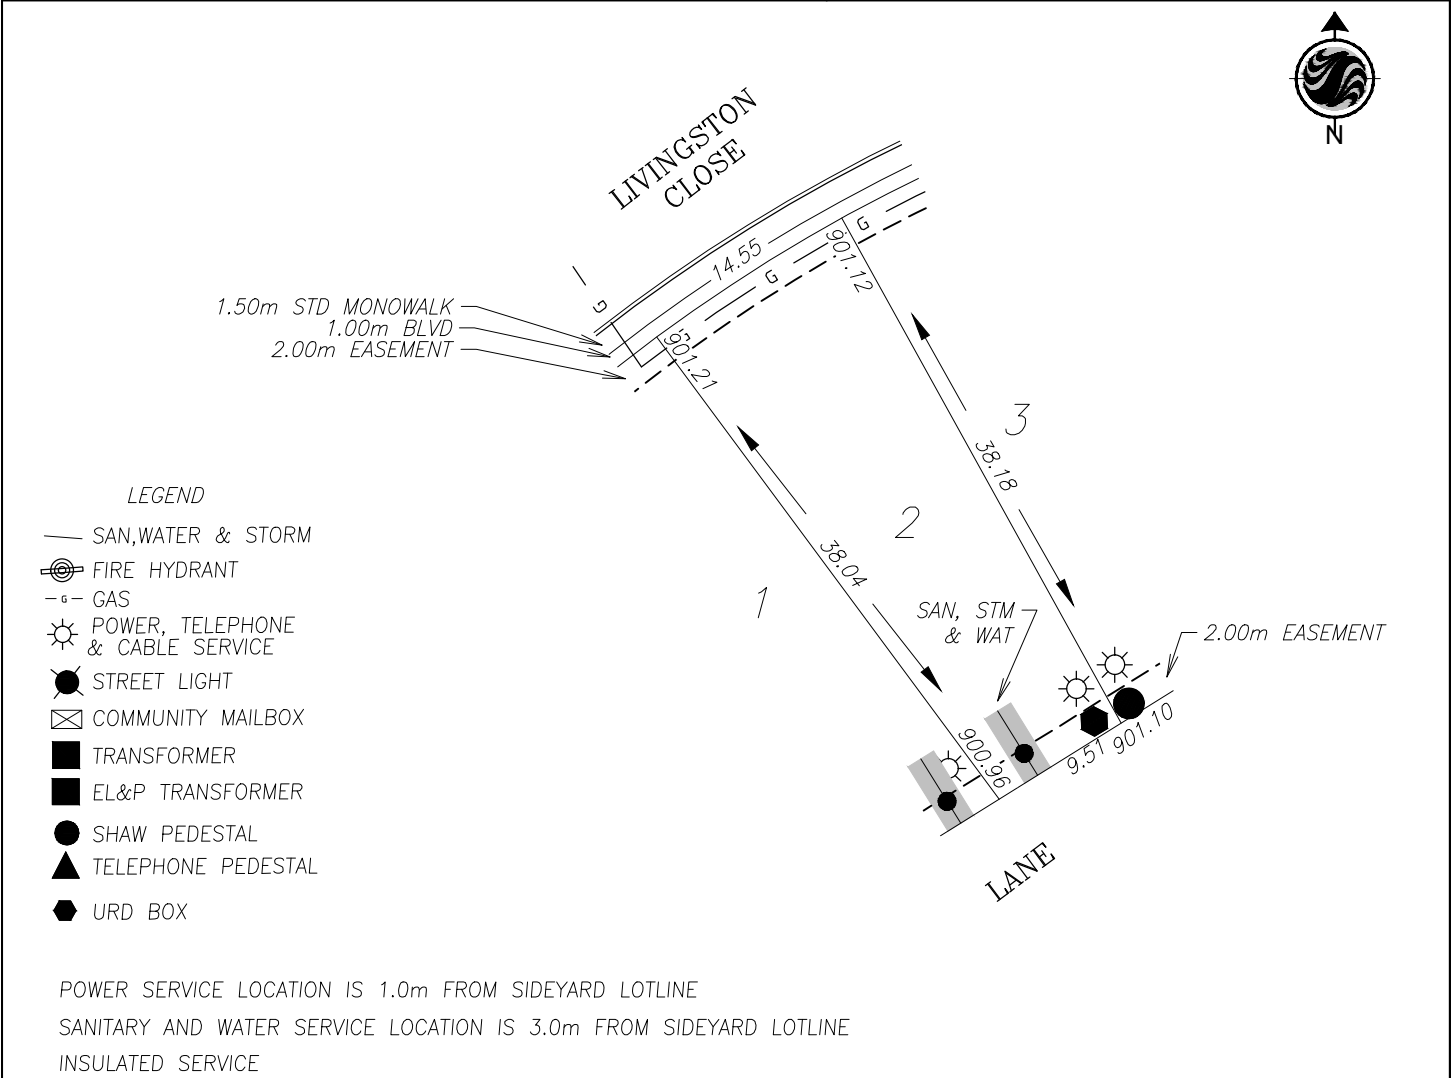 N
LIVINGSTON
CLOSE
14.55
G
G
G
901.12
901.21
1.50m STD MONOWALK
1.00m BLVD
2.00m EASEMENT
3
38.18
2
38.04
1
SAN, STM
& WAT
2.00m EASEMENT
900.96
9.51
901.10
LANE
LEGEND
SAN,WATER & STORM
FIRE HYDRANT
G GAS
POWER, TELEPHONE
& CABLE SERVICE
STREET LIGHT
COMMUNITY MAILBOX
TRANSFORMER
EL&P TRANSFORMER
SHAW PEDESTAL
TELEPHONE PEDESTAL
URD BOX
POWER SERVICE LOCATION IS 1.0m FROM SIDEYARD LOTLINE
SANITARY AND WATER SERVICE LOCATION IS 3.0m FROM SIDEYARD LOTLINE
INSULATED SERVICE